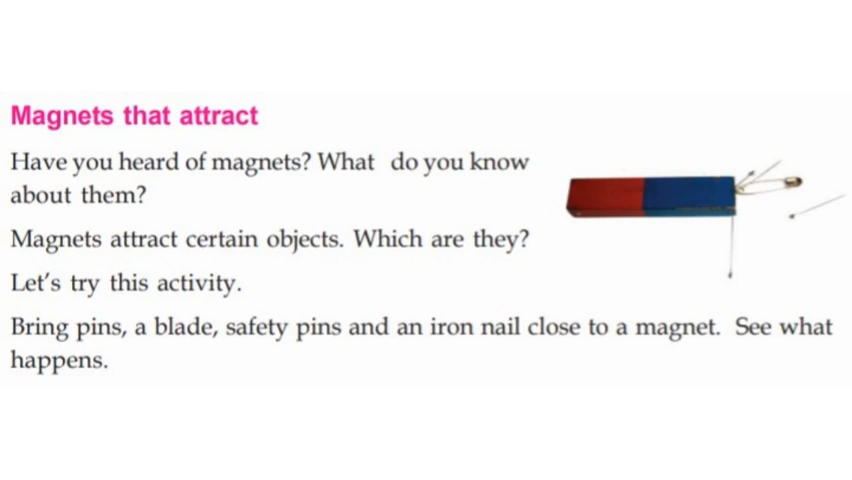 Magnets that attract
Have you heard of magnets? What do you know
about them?
Magnets attract certain objects. Which are they?
Let's try this activity.
Bring pins, a blade, safety pins and an iron nail close to a magnet. See what
happens.